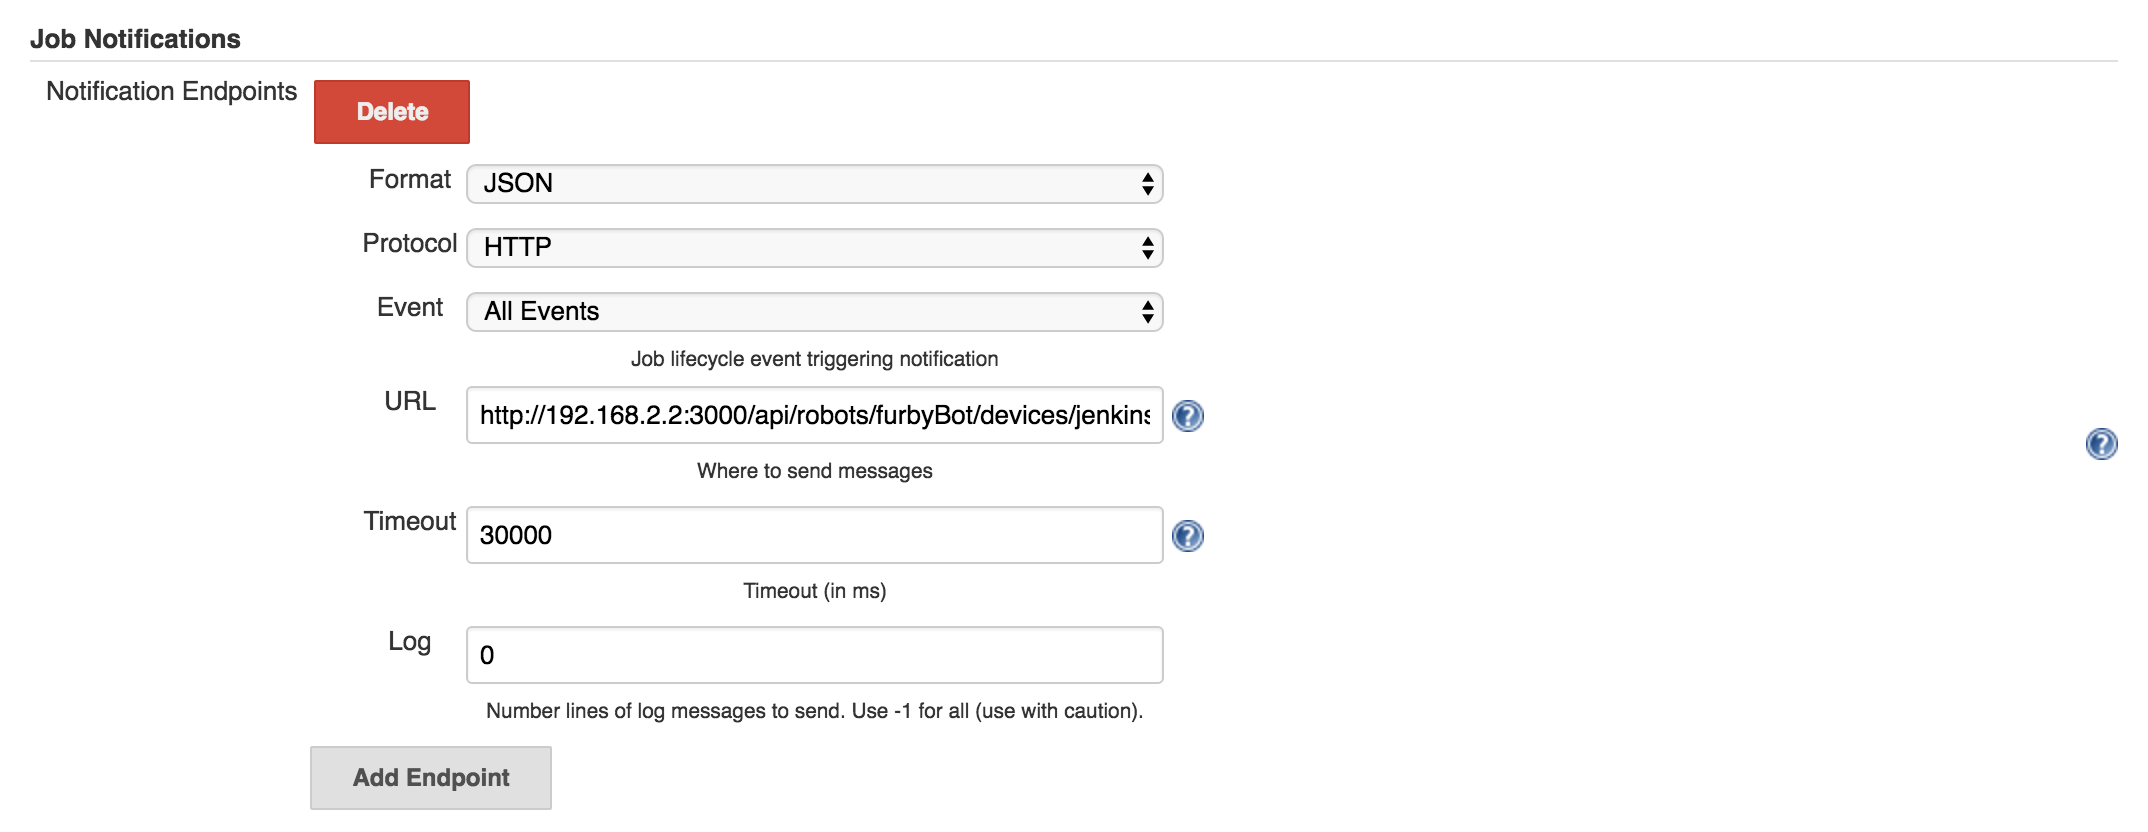 Job Notifications
Notification Endpoints
Delete
Format
JSON
Protocol
HTTP
Event
All Events
Job lifecycle event triggering notification
URL
http://192.168.2.2:3000/api/robots/furbyBot/devices/jenkins
Where to send messages
Timeout
30000
Timeout (in ms)
Log
0
Number lines of log messages to send. Use -1 for all (use with caution).
Add Endpoint